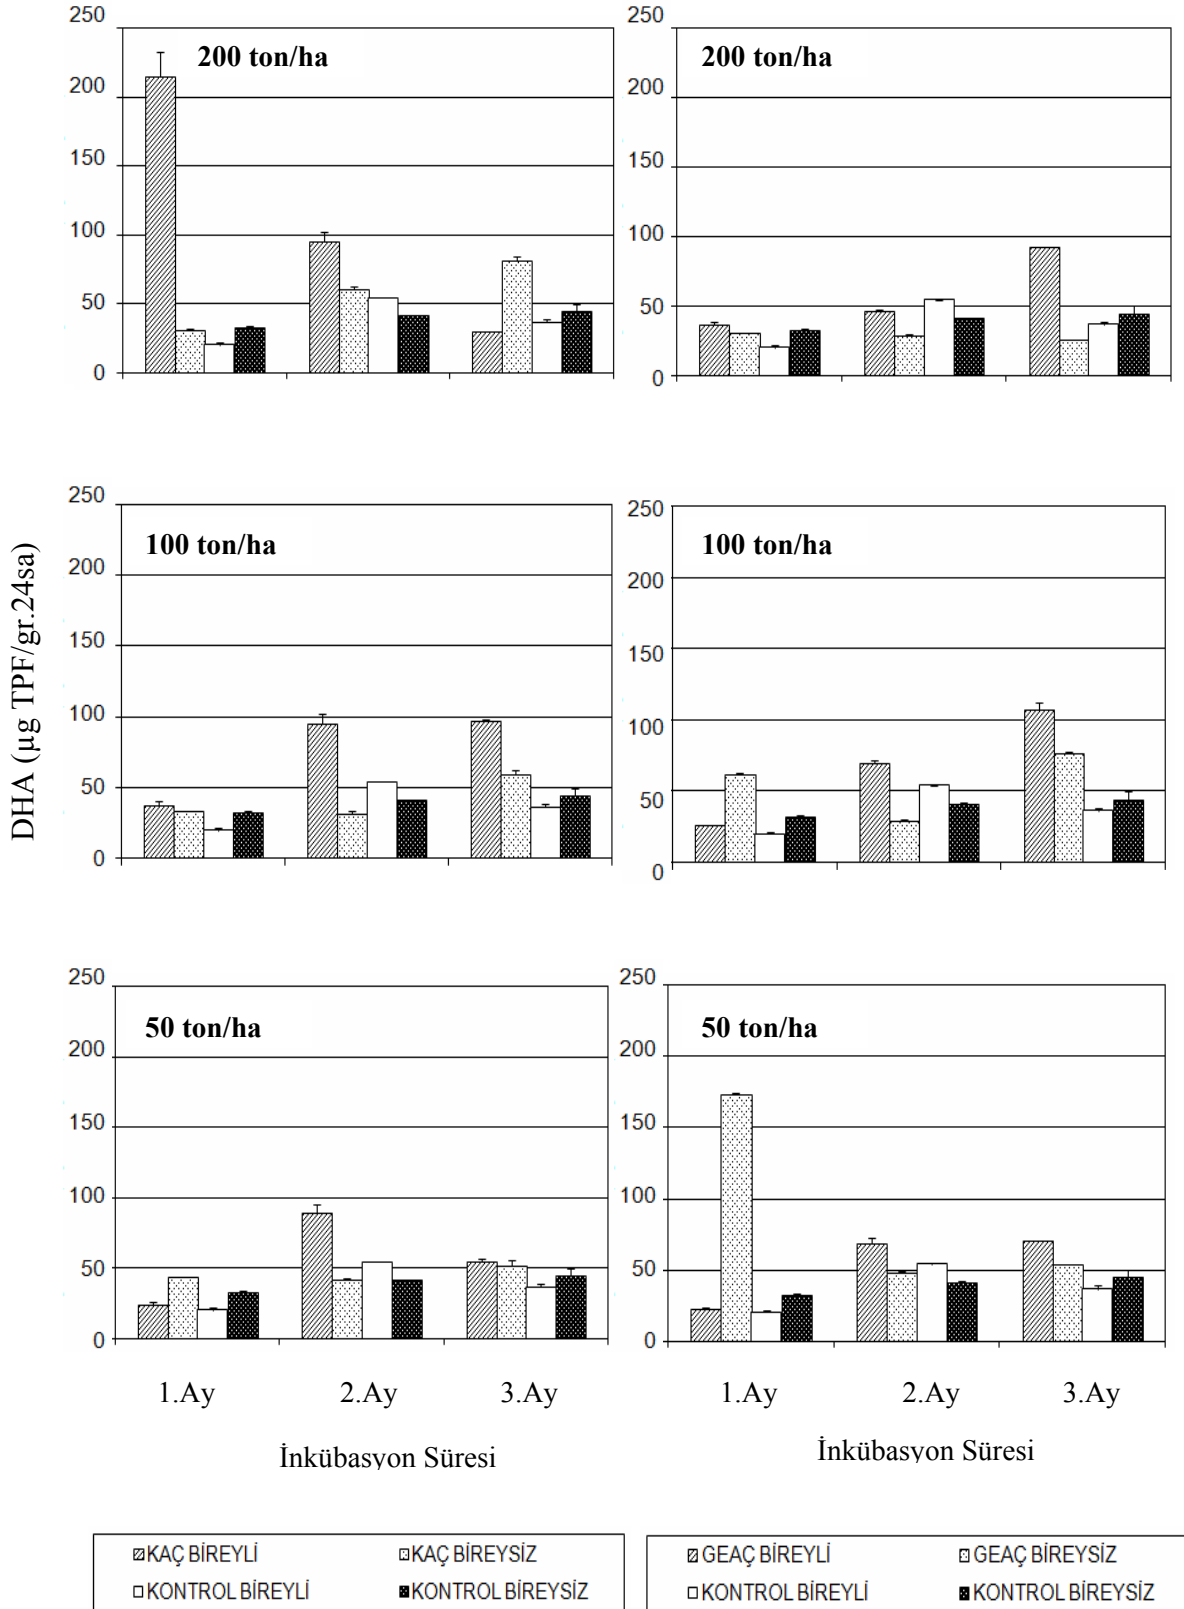 250
200
150
100
50
0
200 ton/ha
250
200
150
100
50
0
200 ton/ha
DHA (µg TPF/gr.24sa)
250
200
150
100
50
0
100 ton/ha
250
200
150
100
50
0
100 ton/ha
250
200
150
100
50
0
50 ton/ha
1.Ay 2.Ay 3.Ay
İnkübasyon Süresi
250
200
150
100
50
0
50 ton/ha
1.Ay 2.Ay 3.Ay
İnkübasyon Süresi
KAÇ BİREYLİ KAÇ BİREYSİZ
KONTROL BİREYLİ KONTROL BİREYSİZ
GEAÇ BİREYLİ GEAÇ BİREYSİZ
KONTROL BİREYLİ KONTROL BİREYSİZ